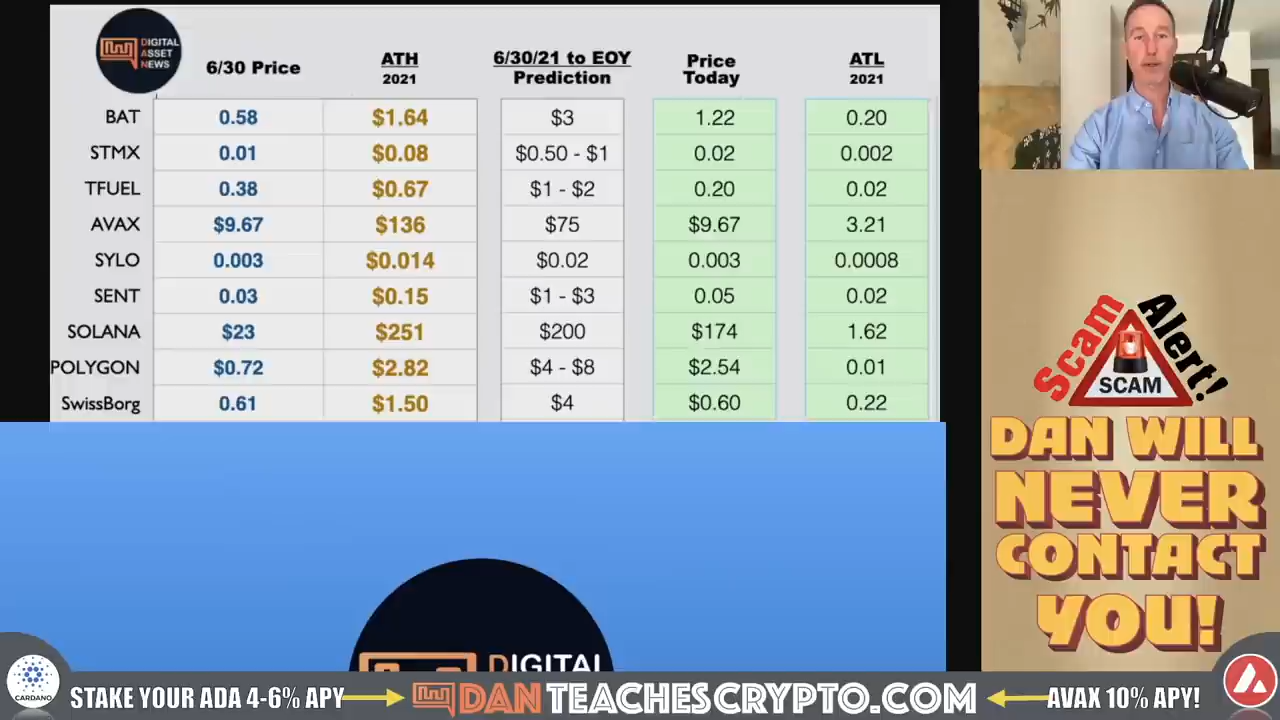 DIGITAL
ASSET
NEWS
6/30 Price
ATH
2021
6/30/21 to EOY
Prediction
Price
Today
ATL
2021
BAT 0.58 $1.64 $3 1.22 0.20
STMX 0.01 $0.08 $0.50 - $1 0.02 0.002
TFUEL 0.38 $0.67 $1 - $2 0.20 0.02
AVAX $9.67 $136 $75 $9.67 3.21
SYLO 0.003 $0.014 $0.02 0.003 0.0008
SENT 0.03 $0.15 $1 - $3 0.05 0.02
SOLANA $23 $251 $200 $174 1.62
POLYGON $0.72 $2.82 $4 - $8 $2.54 0.01
SwissBorg 0.61 $1.50 $4 $0.60 0.22
Scam Alert!
SCAM
DAN WILL
NEVER
CONTACT
YOU!
DIGITAL
CARDANO
STAKE YOUR ADA 4-6% APY
DANTEACHESCRYPTO.COM
AVAX 10% APY!